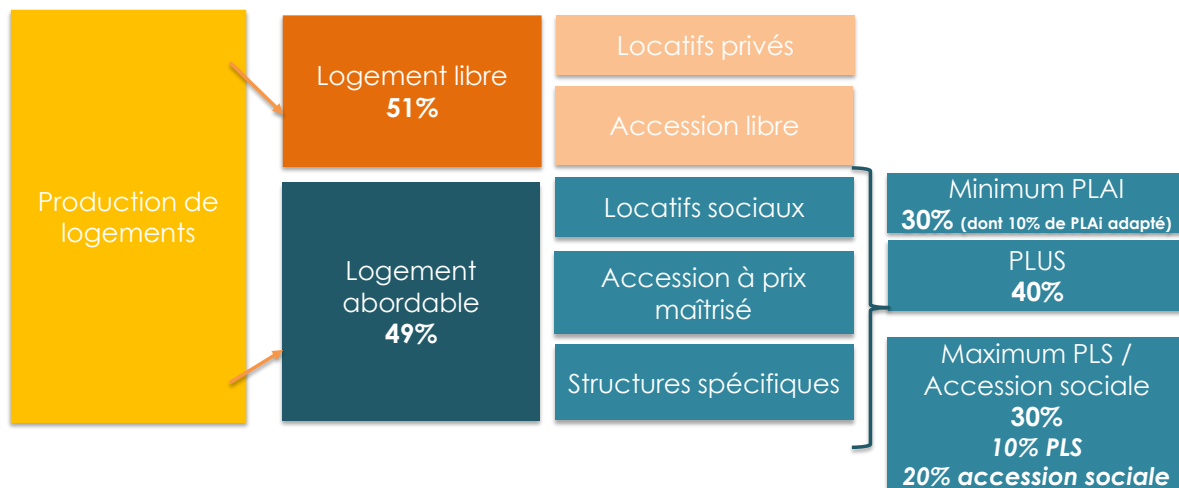 Production de
logements
Logement libre
51%
Logement
abordable
49%
Locatifs privés
Accession libre
Locatifs sociaux
Accession à prix
maîtrisé
Structures spécifiques
Minimum PLAI
30% (dont 10% de PLAi adapté)
PLUS
40%
Maximum PLS /
Accession sociale
30%
10% PLS
20% accession sociale